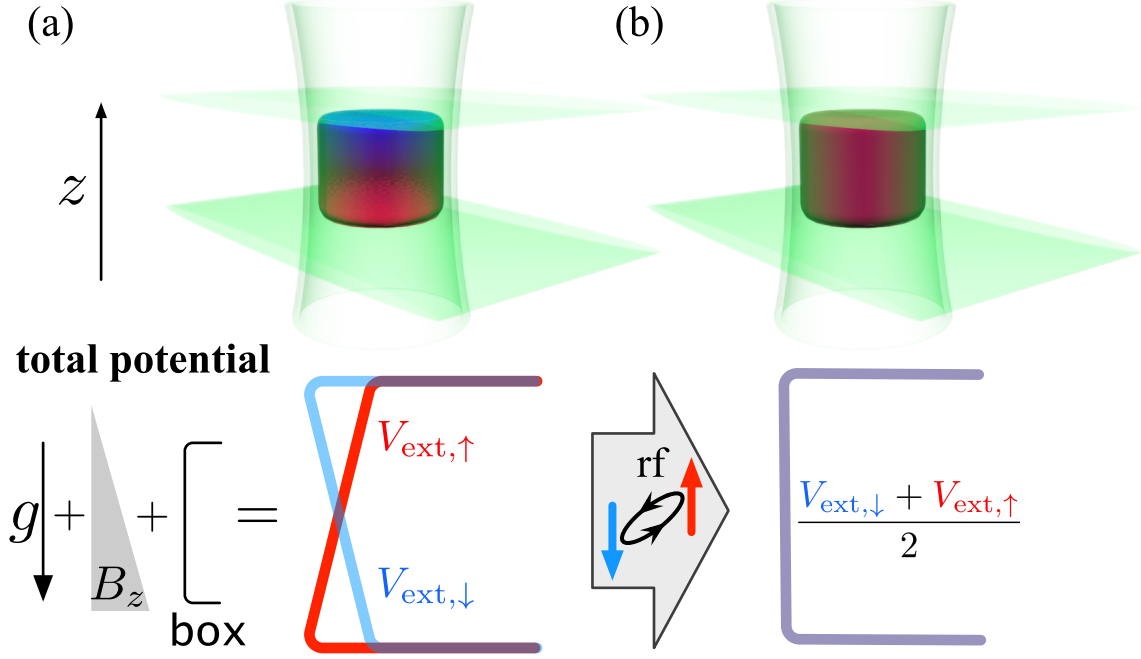 (a)
(b)
z
total potential
g + B_z + box =
V_ext,↑
V_ext,↓
rf
V_ext,↓ + V_ext,↑
2